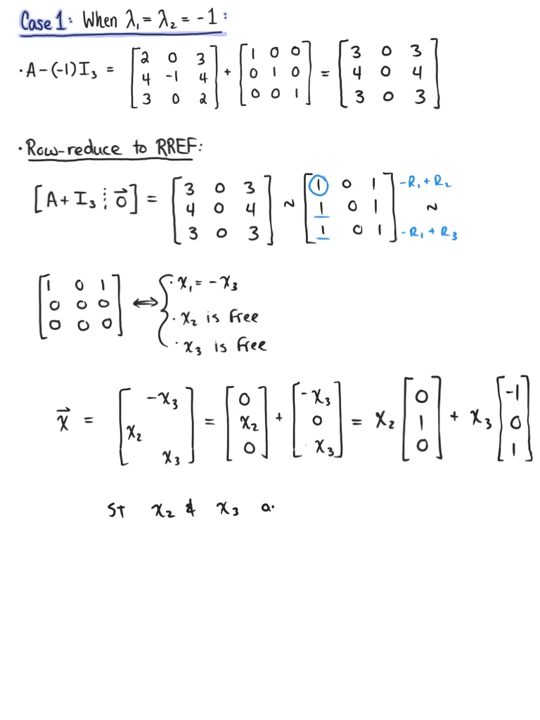 Case 1: When λ₁ = λ₂ = -1:
· A-(-1)I₃ = [2 0 3; 4 -1 4; 3 0 2] + [1 0 0; 0 1 0; 0 0 1] = [3 0 3; 4 0 4; 3 0 3]
· Row-reduce to RREF:
[A+I₃ ⋮ 0⃗] = [3 0 3; 4 0 4; 3 0 3] ~ [1 0 1; 1 0 1; 1 0 1] -R₁+R₂ ~ -R₁+R₃
[1 0 1; 0 0 0; 0 0 0] ⟺ { · x₁ = -x₃
· x₂ is free
· x₃ is free
x⃗ = [-x₃; x₂; x₃] = [0; x₂; 0] + [-x₃; 0; x₃] = x₂ [0; 1; 0] + x₃ [-1; 0; 1]
St x₂ & x₃ a